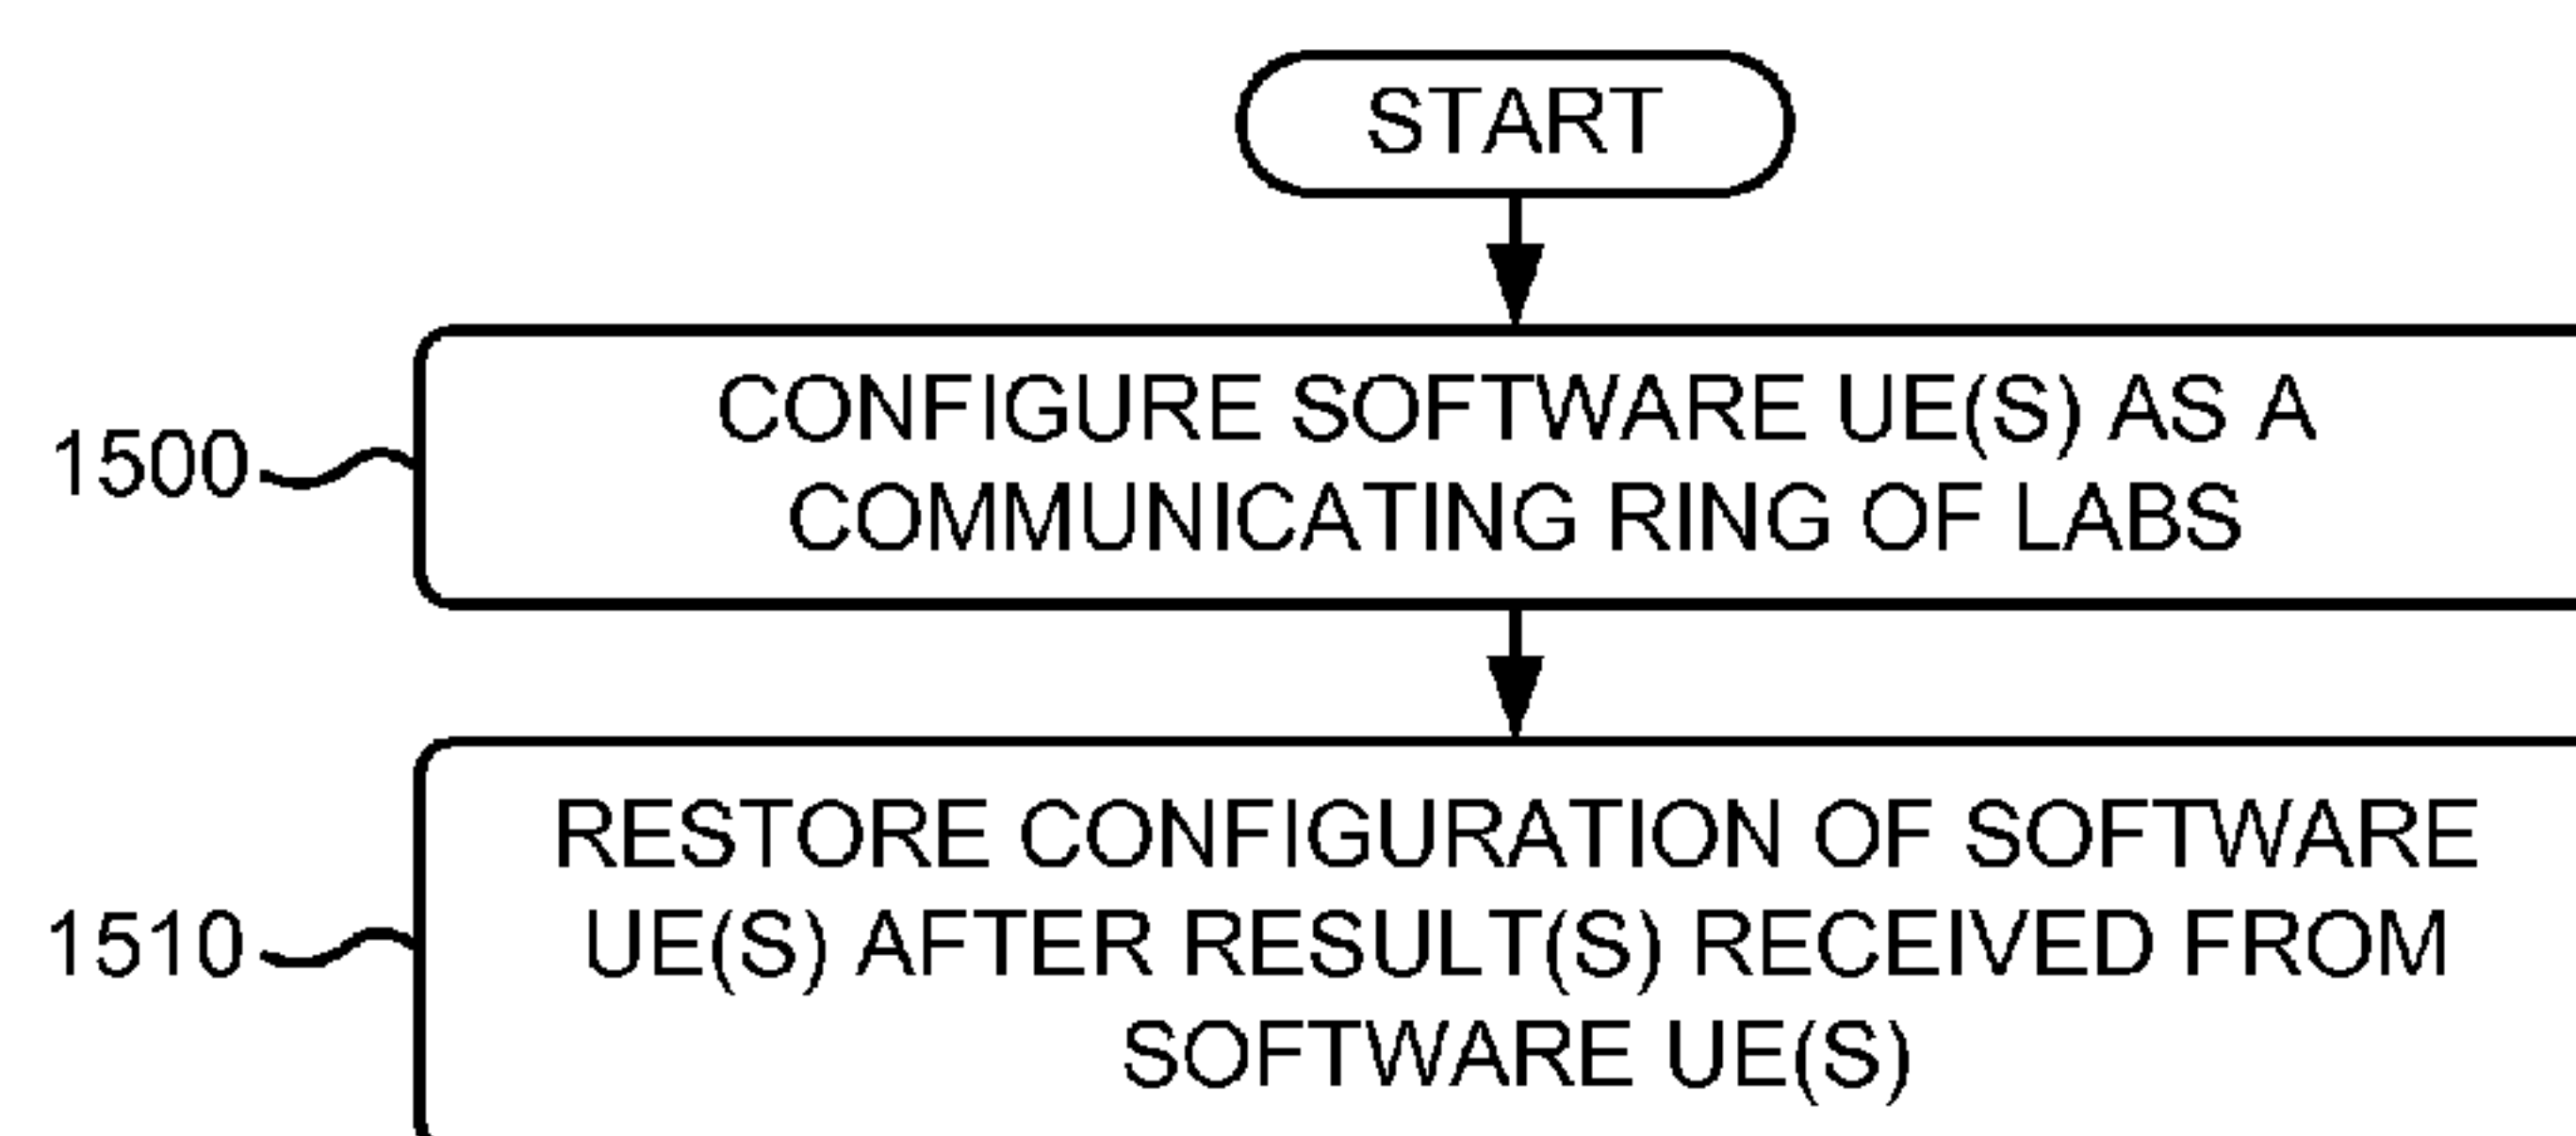 START
CONFIGURE SOFTWARE UE(S) AS A
1500
COMMUNICATING RING OF LABS
RESTORE CONFIGURATION OF SOFTWARE
1510
UE(S) AFTER RESULT(S) RECEIVED FROM
SOFTWARE UE(S)